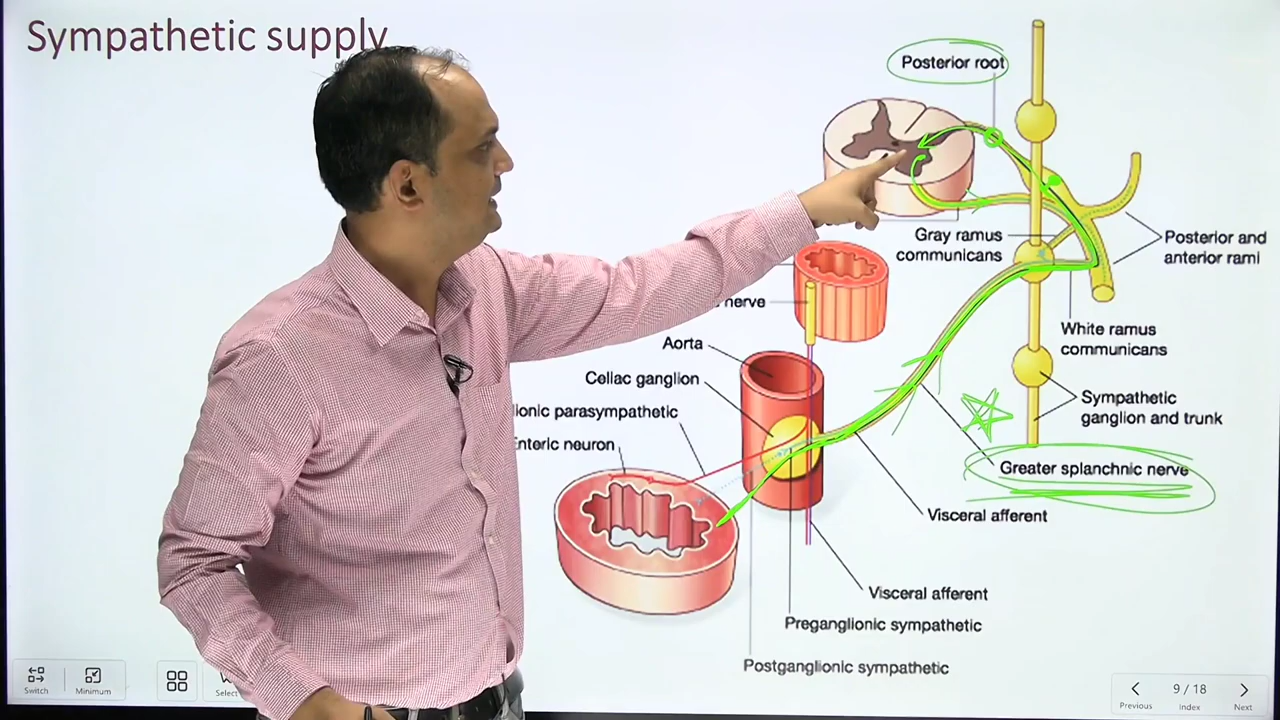 Sympathetic supply
Posterior root
Gray ramus
communicans
Posterior and
anterior rami
nerve
White ramus
communicans
Aorta
Celiac ganglion
Sympathetic
ganglion and trunk
parasympathetic
Enteric neuron
Greater splanchnic nerve
Visceral afferent
Visceral afferent
Preganglionic sympathetic
Postganglionic sympathetic
Switch
Minimum
Select
Previous
9 / 18
Index
Next